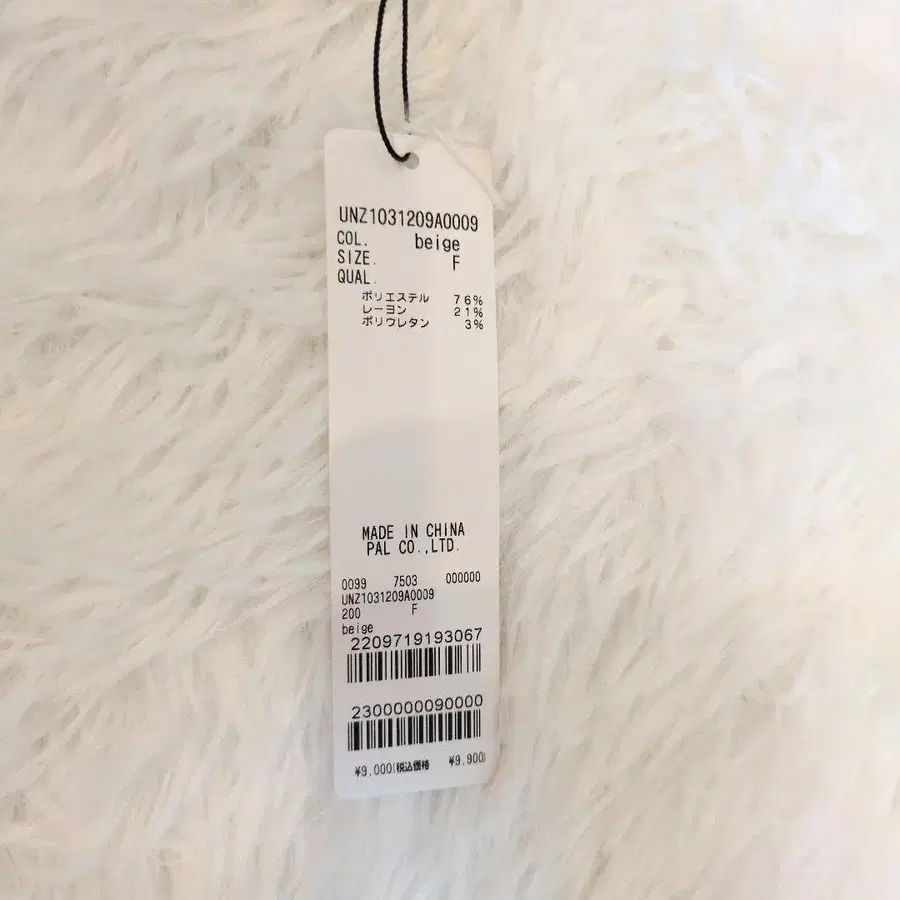 UNZ1031209A0009
COL. beige
SIZE. F
QUAL.
ポリエステル 76%
レーヨン 21%
ポリウレタン 3%
MADE IN CHINA
PAL CO.,LTD.
0099 7503 000000
UNZ1031209A0009
200 F
beige
2209719193067
2300000090000
¥9,000(税込価格 ¥9,900)